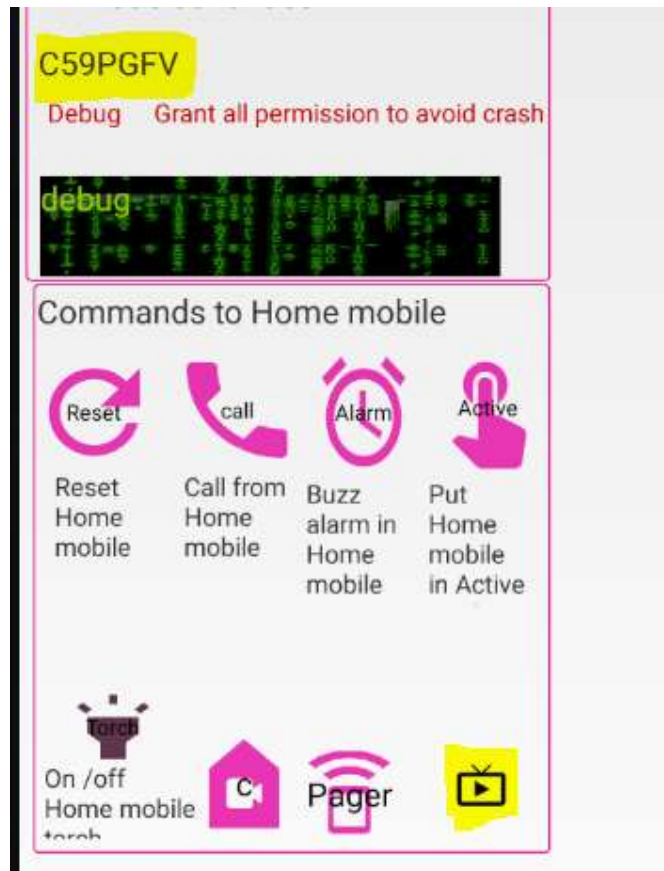 C59PGFV
Debug Grant all permission to avoid crash
debug
Commands to Home mobile
Reset call Alarm Active
Reset Home mobile
Call from Home mobile
Buzz alarm in Home mobile
Put Home mobile in Active
Torch
On /off Home mobile torch
C
Pager